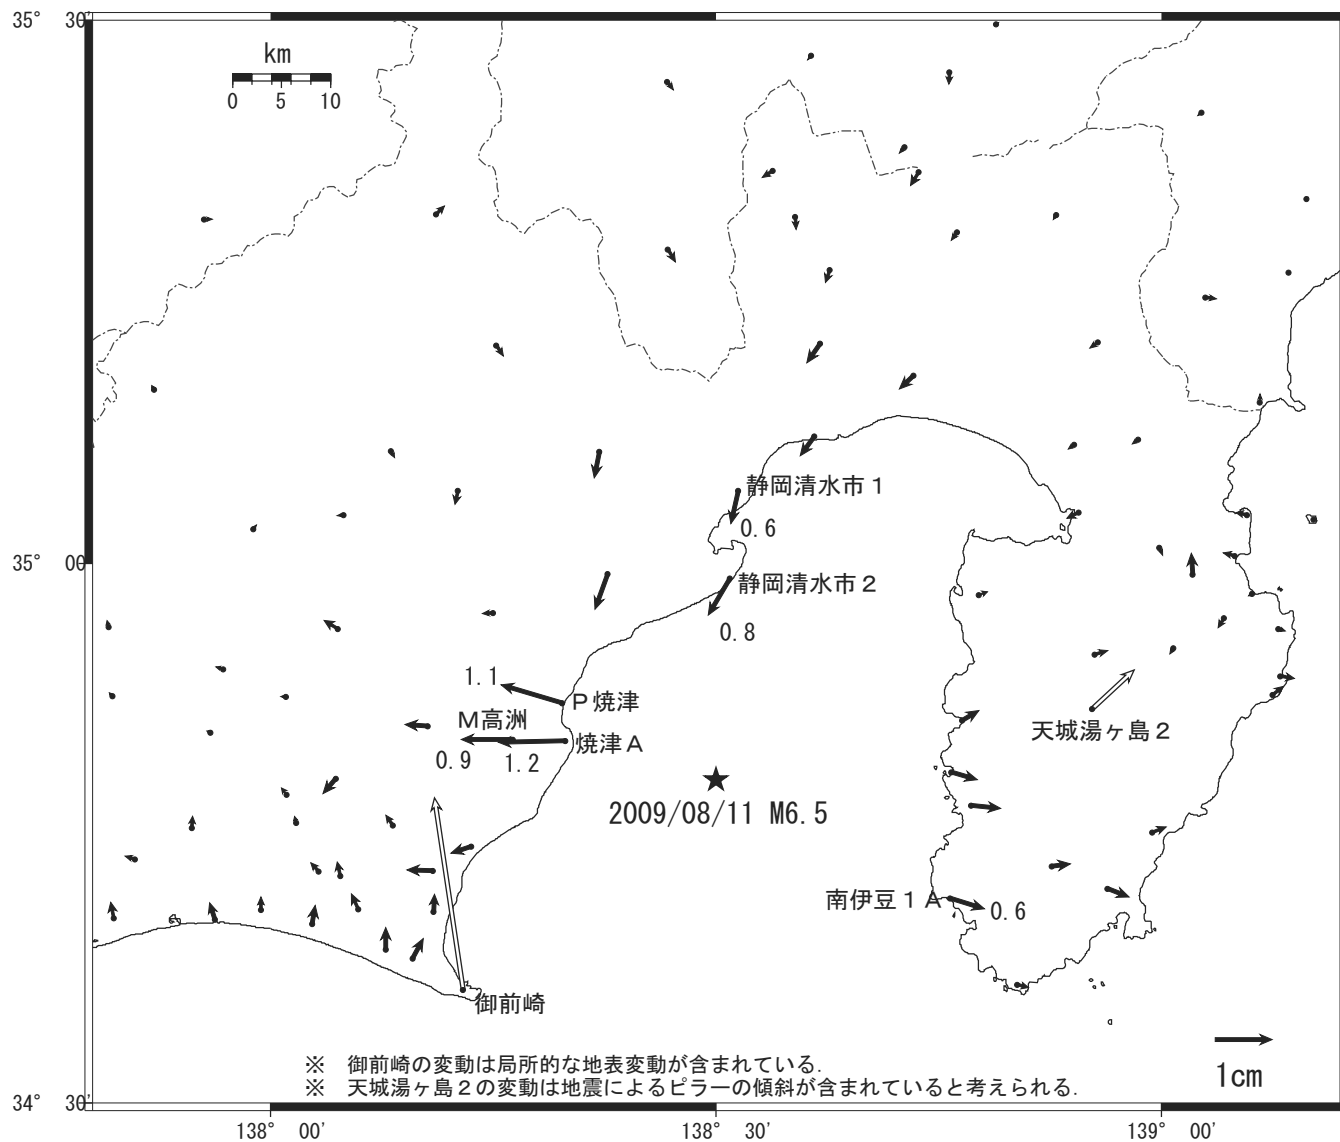 35° 30′
km
0 5 10
静岡清水市１
0.6
35° 00′
静岡清水市２
0.8
1.1
Ｐ焼津
Ｍ高洲
焼津Ａ
0.9
1.2
天城湯ヶ島２
2009/08/11 M6.5
南伊豆１Ａ
0.6
御前崎
※　御前崎の変動は局所的な地表変動が含まれている.
※　天城湯ヶ島２の変動は地震によるピラーの傾斜が含まれていると考えられる.
1cm
34° 30′
138° 00′
138° 30′
139° 00′